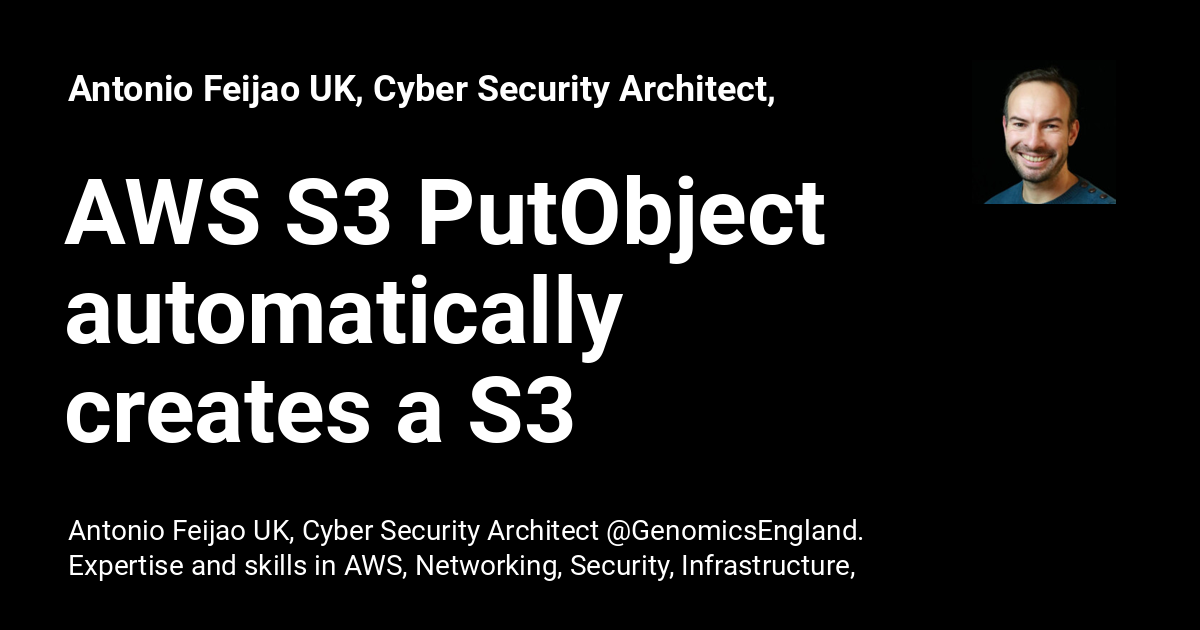 Antonio Feijao UK, Cyber Security Architect,
AWS S3 PutObject
automatically
creates a S3
Antonio Feijao UK, Cyber Security Architect @GenomicsEngland.
Expertise and skills in AWS, Networking, Security, Infrastructure,